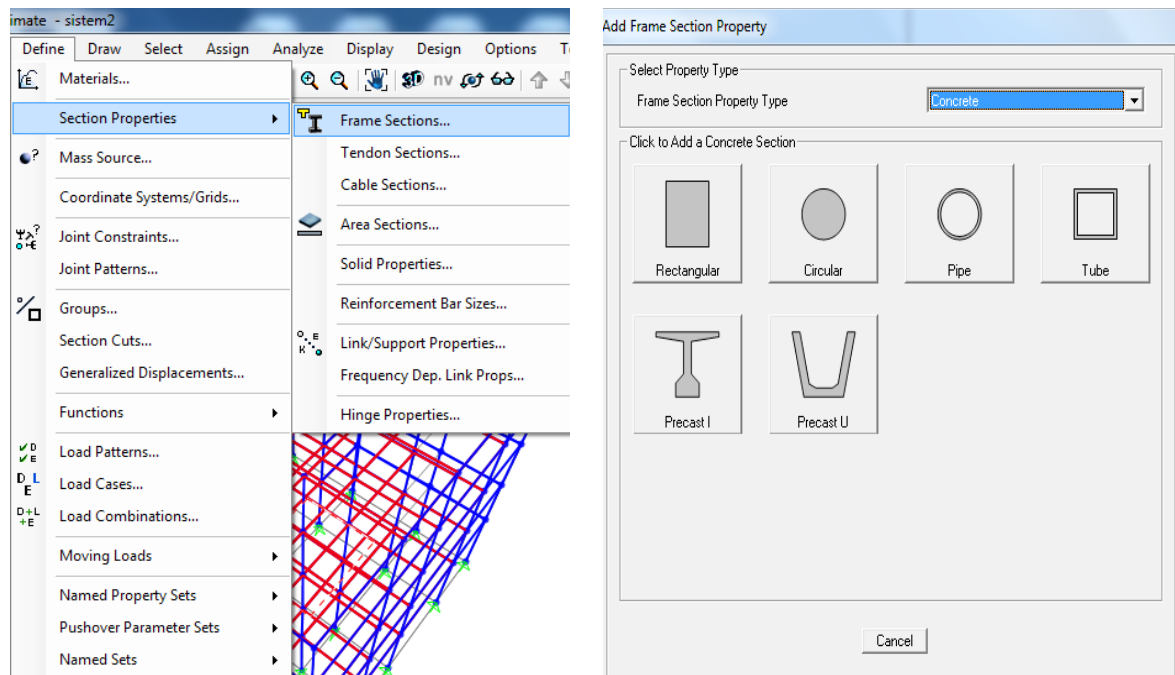 imate - sistem2
Define Draw Select Assign Analyze Display Design Options
Materials...
nv
Section Properties
Frame Sections...
Tendon Sections...
Mass Source...
Cable Sections...
Coordinate Systems/Grids...
Area Sections...
Joint Constraints...
Solid Properties...
Joint Patterns...
Reinforcement Bar Sizes...
Groups...
Section Cuts...
Link/Support Properties...
Generalized Displacements...
Frequency Dep. Link Props...
Functions
Hinge Properties...
Load Patterns...
Load Cases...
Load Combinations...
Moving Loads
Named Property Sets
Pushover Parameter Sets
Named Sets
Add Frame Section Property
Select Property Type
Frame Section Property Type
Concrete
Click to Add a Concrete Section
Rectangular
Circular
Pipe
Tube
Precast I
Precast U
Cancel